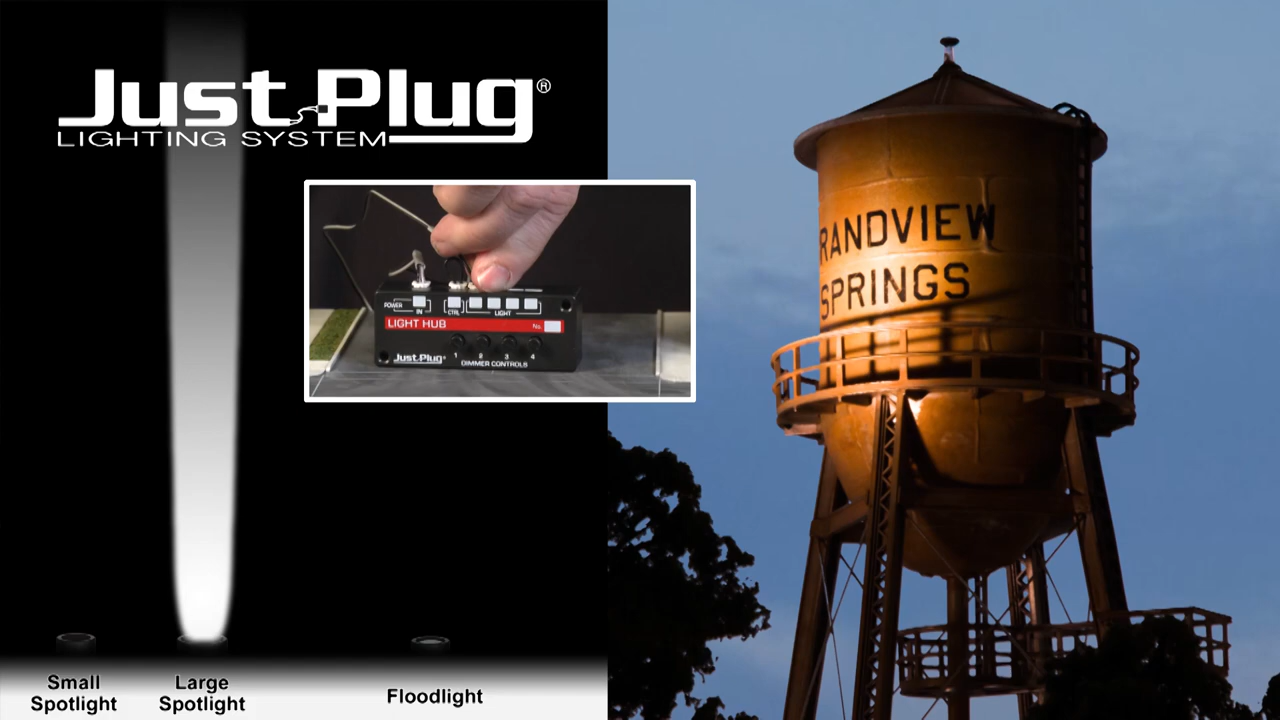 Just Plug®
LIGHTING SYSTEM
POWER
IN
CTRL
LIGHT
LIGHT HUB
No.
Just Plug®
1 2 3 4
DIMMER CONTROLS
RANDVIEW
SPRINGS
Small
Spotlight
Large
Spotlight
Floodlight